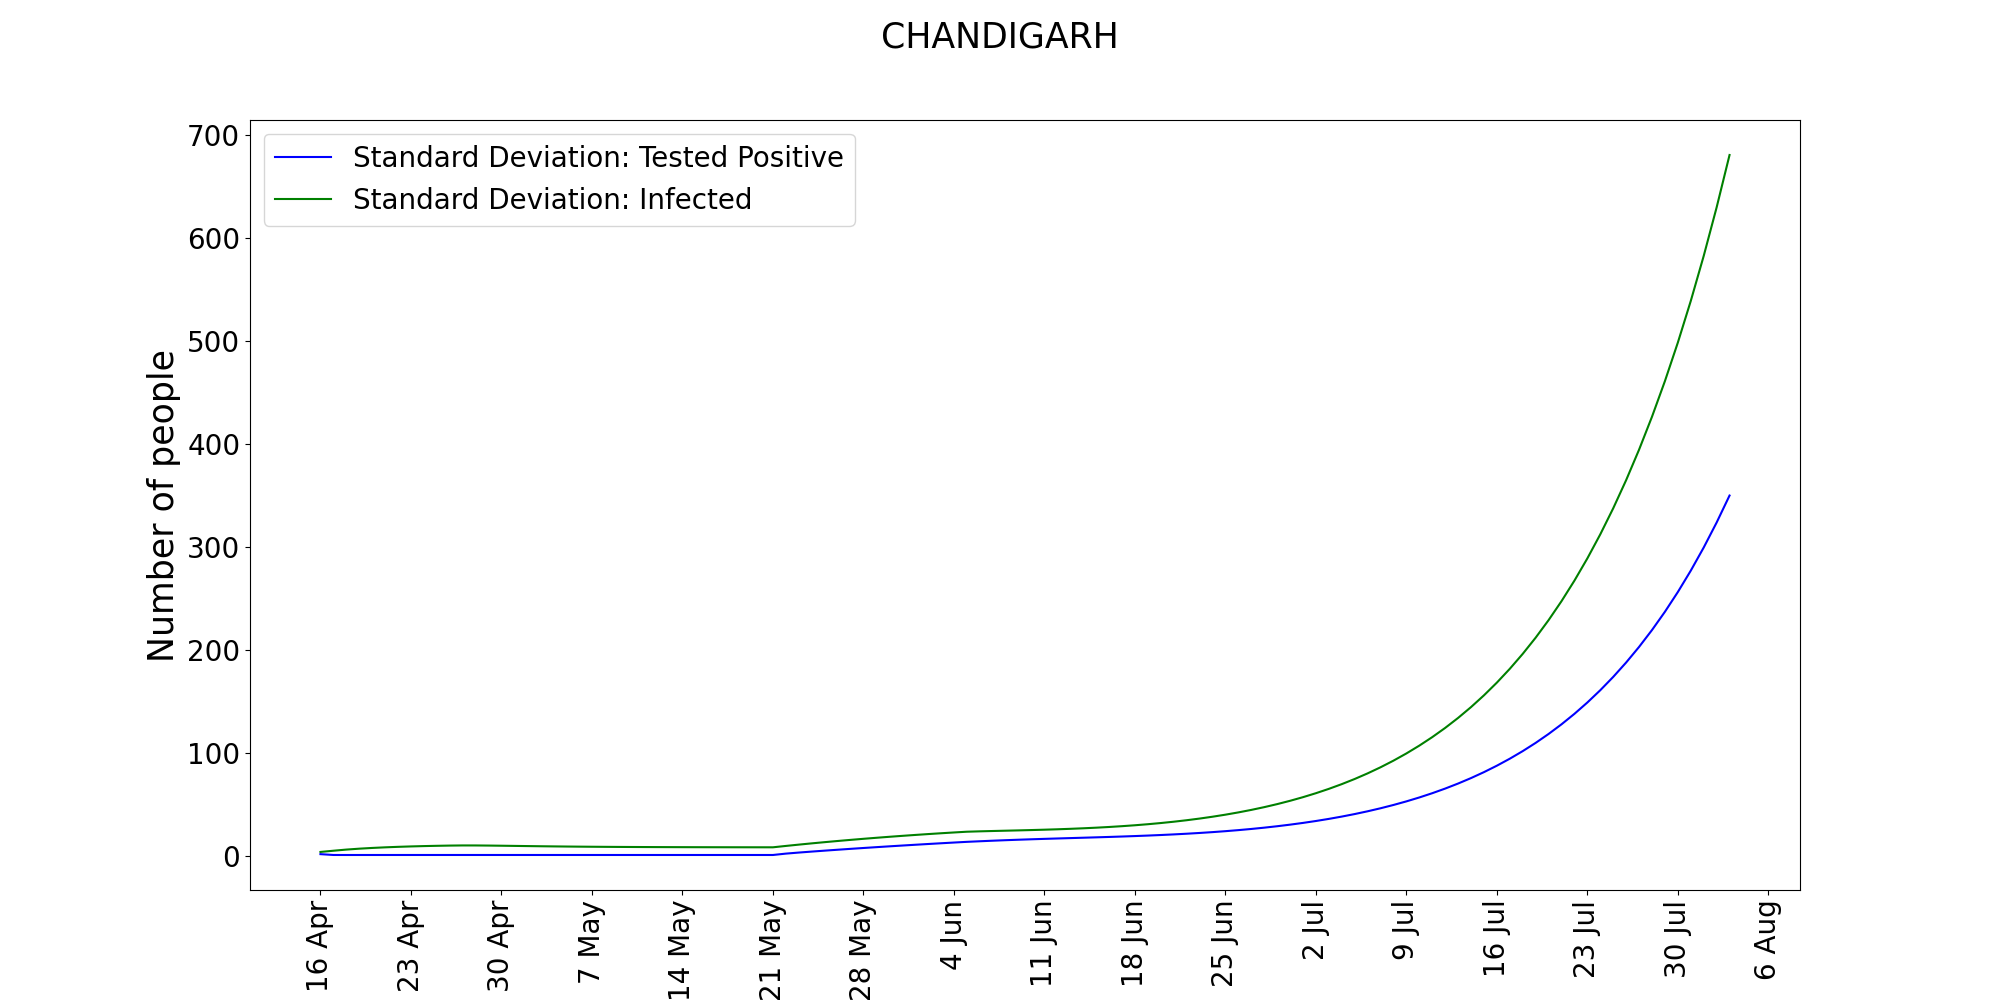 CHANDIGARH
Standard Deviation: Tested Positive
Standard Deviation: Infected
Number of people
700
600
500
400
300
200
100
0
16 Apr
23 Apr
30 Apr
7 May
14 May
21 May
28 May
4 Jun
11 Jun
18 Jun
25 Jun
2 Jul
9 Jul
16 Jul
23 Jul
30 Jul
6 Aug